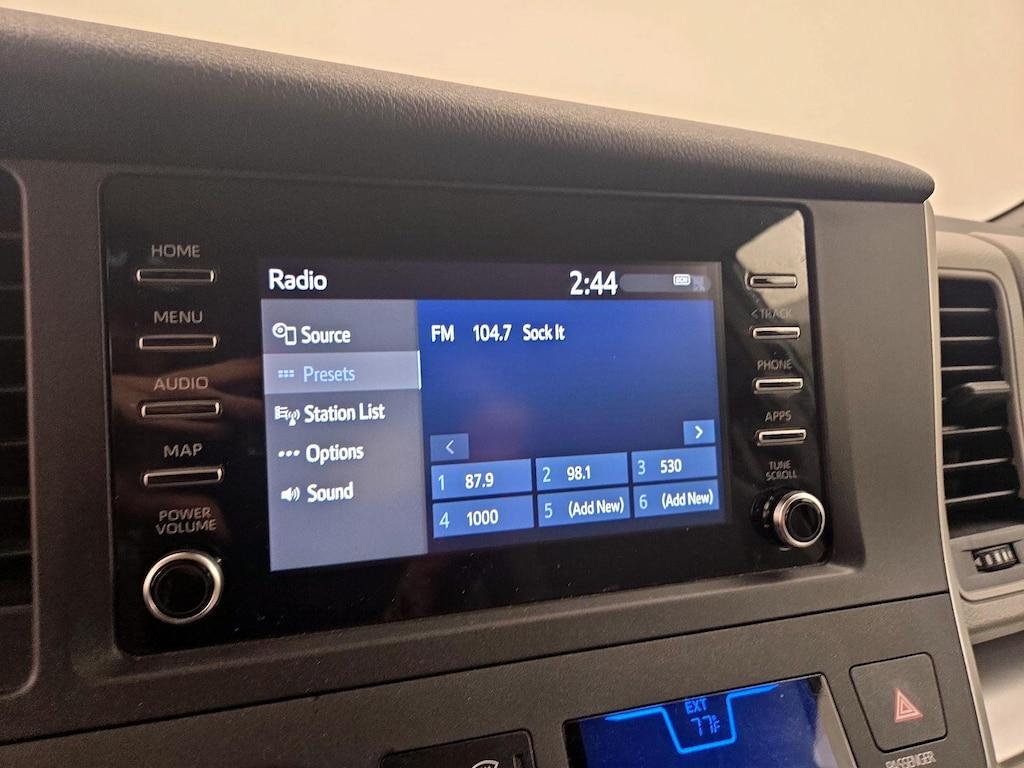 HOME
MENU
AUDIO
MAP
POWER
VOLUME
Radio
2:44
DCM
Source
Presets
Station List
Options
Sound
FM 104.7 Sock It
<
>
1 87.9
2 98.1
3 530
4 1000
5 (Add New)
6 (Add New)
< TRACK
PHONE
APPS
TUNE
SCROLL
EXT
77°F
PASSENGER